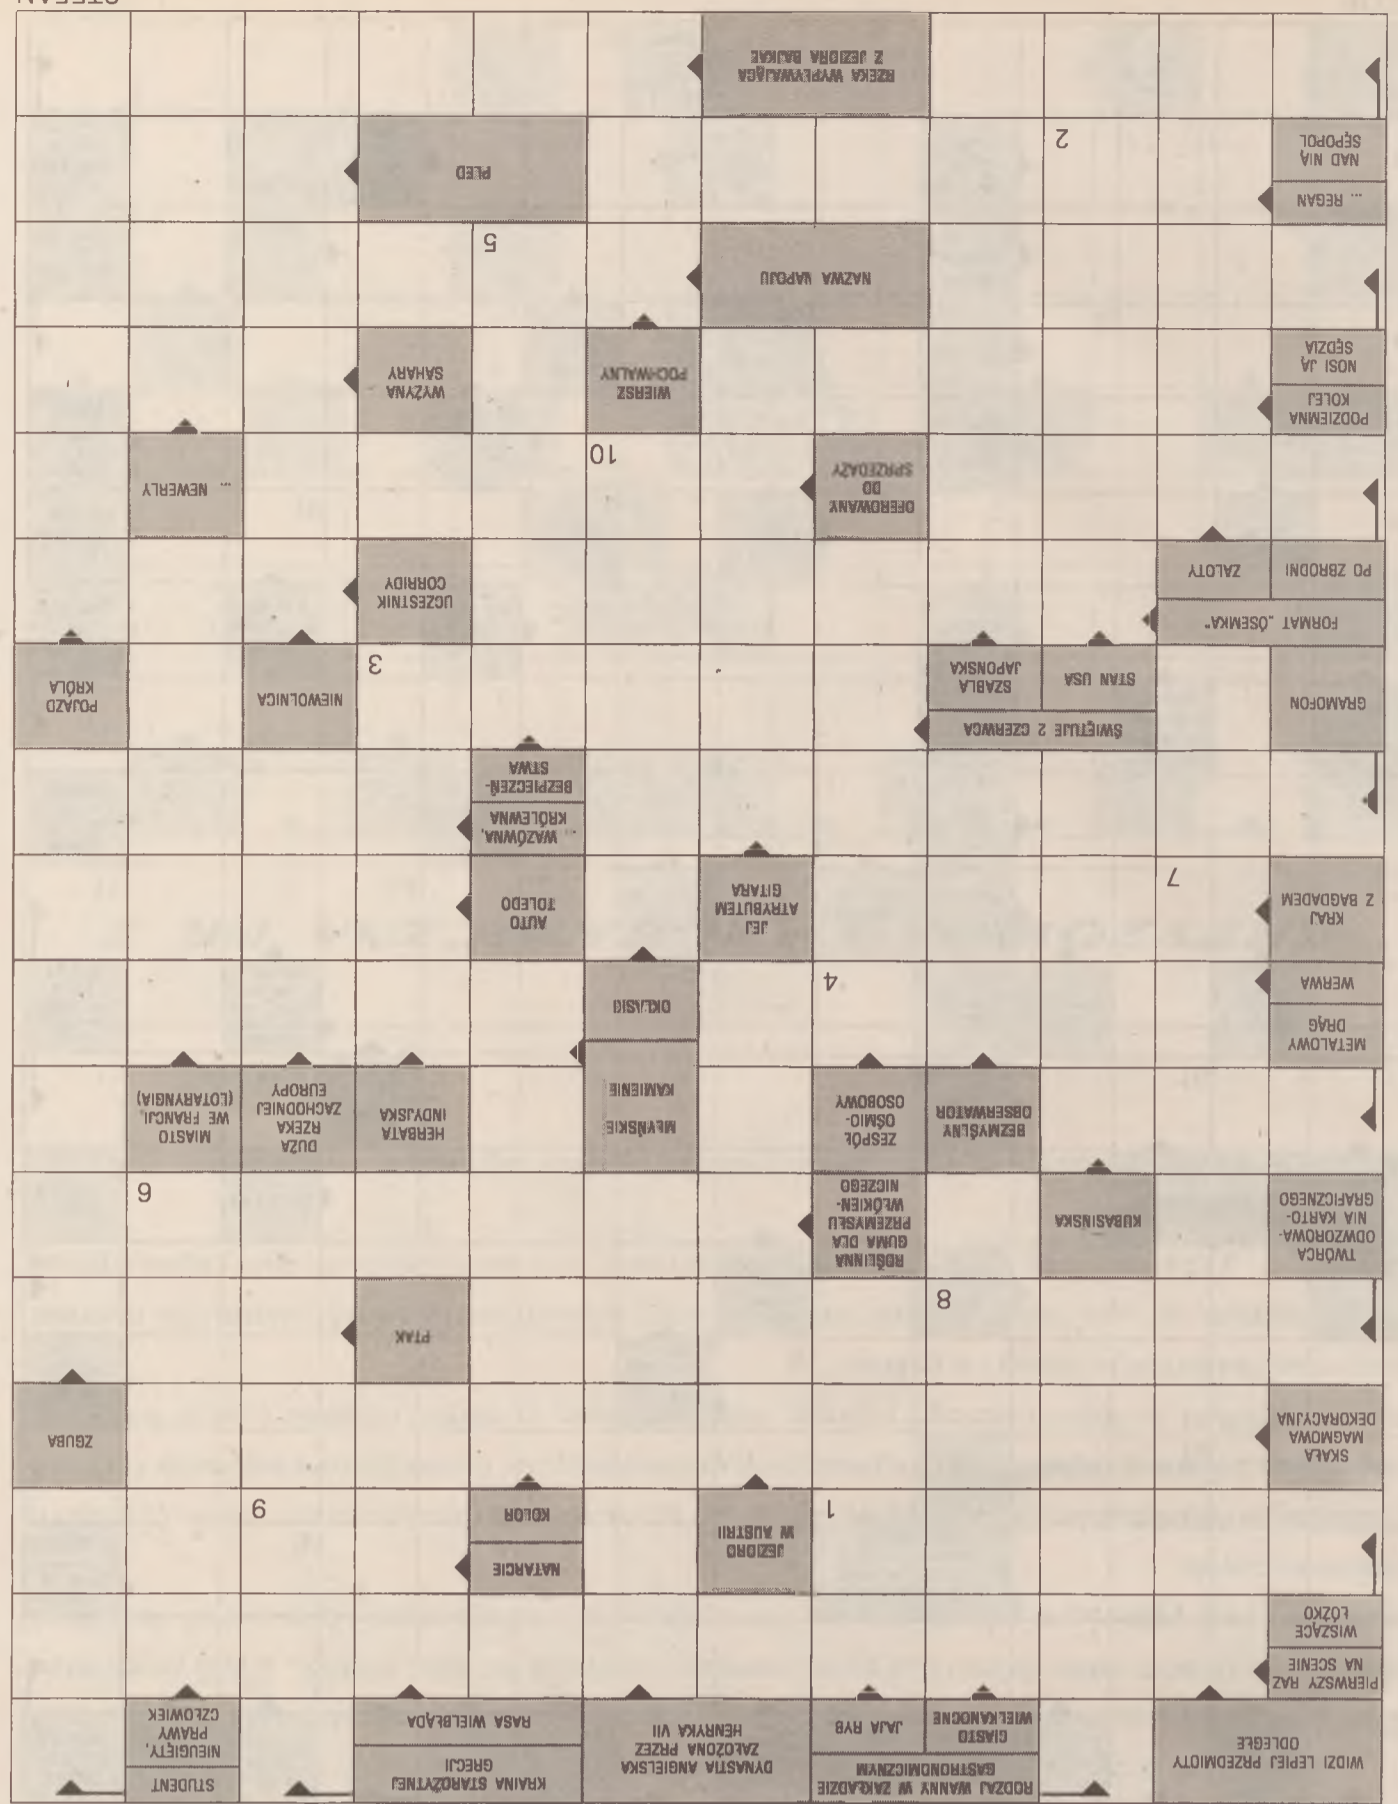 WIDZI LEPIEJ PRZEDMIOTY
ODLEGŁE
RODZAJ WANNY W ZAKŁADZIE
GASTRONOMICZNYM
CIASTO
WIELKANOCNE
JAJA RYB
DYNASTIA ANGIELSKA
ZAŁOŻONA PRZEZ
HENRYKA VII
KRAINA STAROŻYTNEJ
GRECJI
RASA WIELBŁĄDA
STUDENT
NIEUGIĘTY,
PRAWY
CZŁOWIEK
PIERWSZY RAZ
NA SCENIE
WISZĄCE
ŁÓŻKO
1
JEZIORO
W AUSTRII
NATARCIE
KOLOR
6
SKAŁA
MAGMOWA
DEKORACYJNA
ZGUBA
8
PTAK
TWÓRCA
ODWZOROWA-
NIA KARTO-
GRAFICZNEGO
KUBASIŃSKA
ROŚLINNA
GUMA DLA
PRZEMYSŁU
WŁÓKIEN-
NICZEGO
9
BEZMYŚLNY
OBSERWATOR
ZESPÓŁ
OŚMIO-
OSOBOWY
MŁYŃSKIE
KAMIENIE
HERBATA
INDYJSKA
DUŻA
RZEKA
ZACHODNIEJ
EUROPY
MIASTO
WE FRANCJI
(LOTARYNGIA)
METALOWY
DRĄG
WERWA
4
OKLASKI
KRAJ
Z BAGDADEM
7
JEJ
ATRYBUTEM
GITARA
AUTO
TOLEDO
... WAZÓWNA,
KRÓLEWNA
BEZPIECZEŃ-
STWA
GRAMOFON
ŚWIĘTUJE 2 CZERWCA
STAN USA
SZABLA
JAPOŃSKA
3
NIEWOLNICA
POJAZD
KRÓLA
FORMAT „ÓSEMKA"
PO ZBRODNI
ZALOTY
UCZESTNIK
CORRIDY
OFEROWANY
DO
SPRZEDAŻY
10
... NEWERLY
PODZIEMNA
KOLEJ
NOSI JĄ
SĘDZIA
WIERSZ
POCHWALNY
WYŻYNA
SAHARY
NAZWA NAPOJU
5
... REGAN
NAD NIĄ
SĘPOPOL
2
PLED
RZEKA WYPŁYWAJĄCA
Z JEZIORA BAJKAŁ